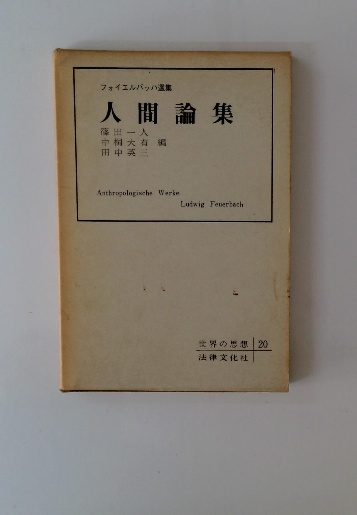 フォイエルバッハ選集
人間論集
篠田一人
中桐大有 編
田中英三
Anthropologische Werke
Ludwig Feuerbach
世界の思想 20
法律文化社